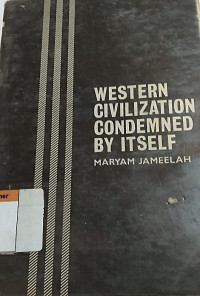 WESTERN
CIVILIZATION
CONDEMNED
BY ITSELF
MARYAM JAMEELAH